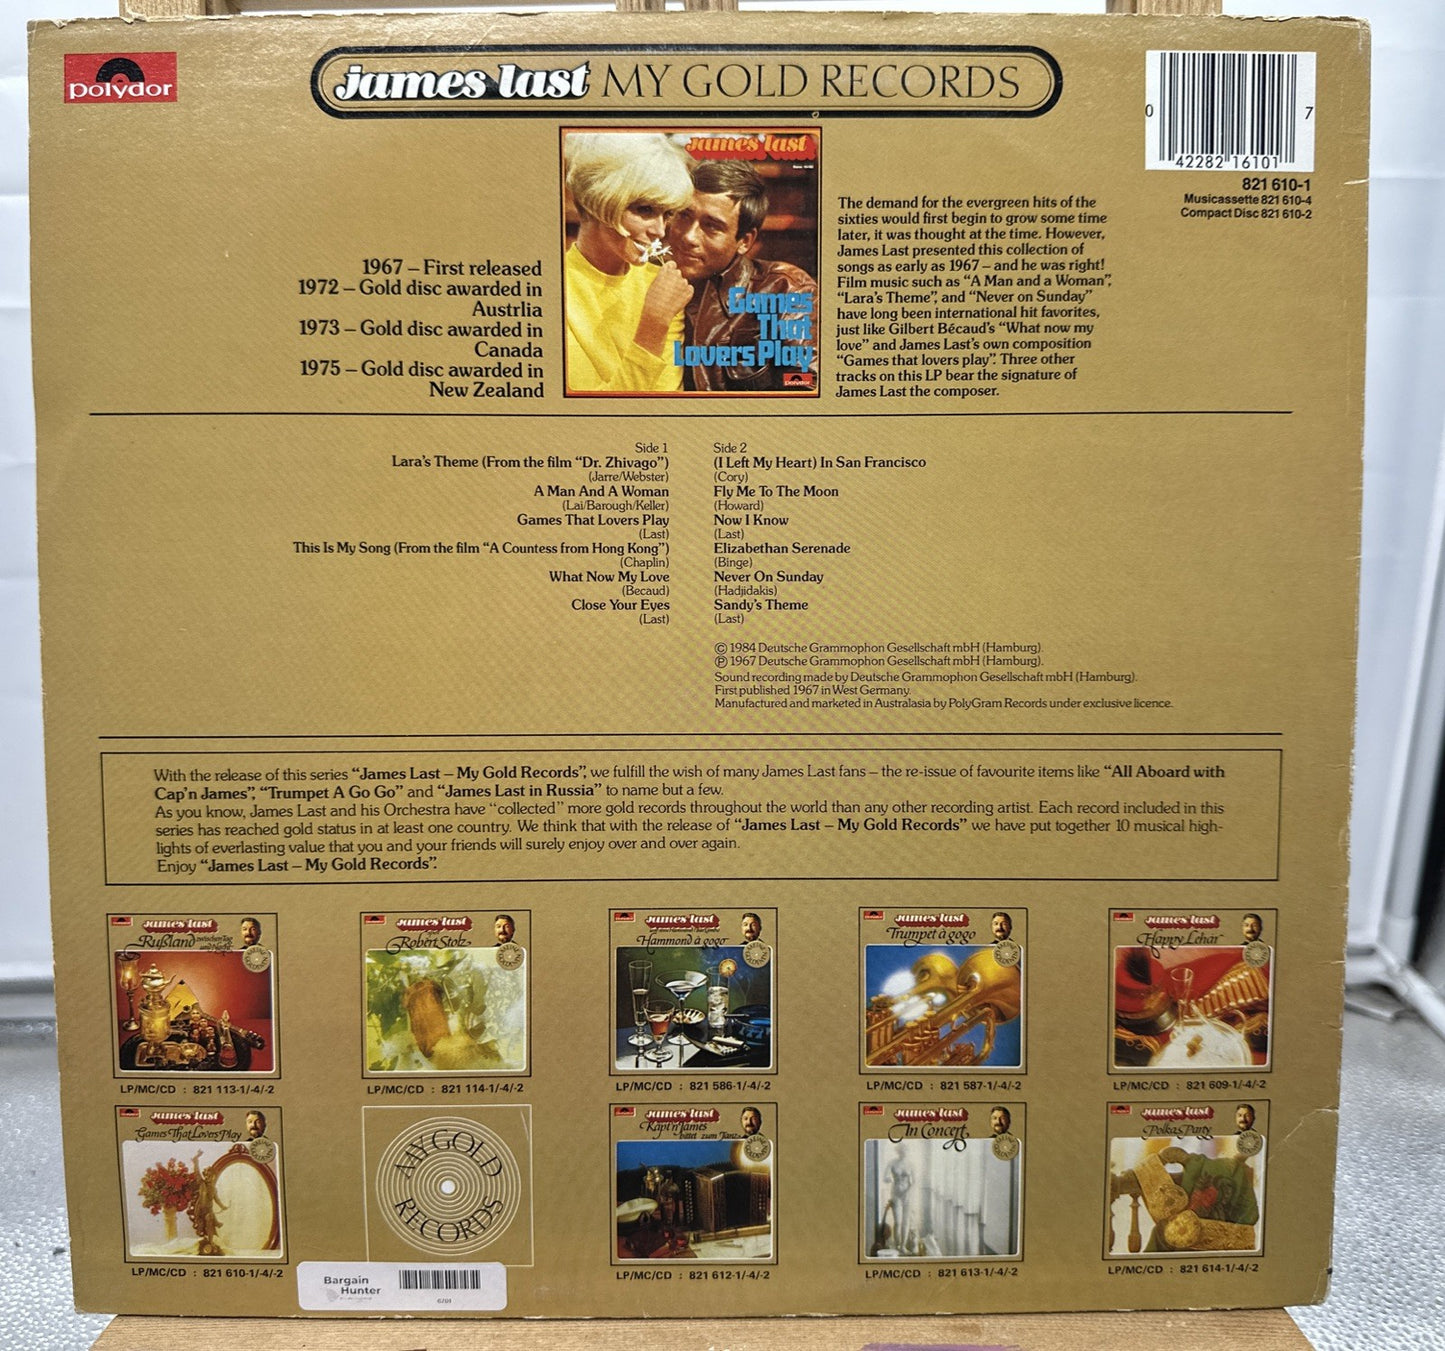 polydor
james last MY GOLD RECORDS
0
7
42282 16101
821 610-1
Musicassette 821 610-4
Compact Disc 821 610-2
1967 – First released
1972 – Gold disc awarded in
Austrlia
1973 – Gold disc awarded in
Canada
1975 – Gold disc awarded in
New Zealand
james last
Games
That
Lovers Play
polydor
The demand for the evergreen hits of the
sixties would first begin to grow some time
later, it was thought at the time. However,
James Last presented this collection of
songs as early as 1967 – and he was right!
Film music such as “A Man and a Woman”,
“Lara’s Theme”, and “Never on Sunday”
have long been international hit favorites,
just like Gilbert Bécaud’s “What now my
love” and James Last’s own composition
“Games that lovers play”. Three other
tracks on this LP bear the signature of
James Last the composer.
Side 1
Lara’s Theme (From the film “Dr. Zhivago”)
(Jarre/Webster)
A Man And A Woman
(Lai/Barough/Keller)
Games That Lovers Play
(Last)
This Is My Song (From the film “A Countess from Hong Kong”)
(Chaplin)
What Now My Love
(Becaud)
Close Your Eyes
(Last)
Side 2
(I Left My Heart) In San Francisco
(Cory)
Fly Me To The Moon
(Howard)
Now I Know
(Last)
Elizabethan Serenade
(Binge)
Never On Sunday
(Hadjidakis)
Sandy’s Theme
(Last)
© 1984 Deutsche Grammophon Gesellschaft mbH (Hamburg).
℗ 1967 Deutsche Grammophon Gesellschaft mbH (Hamburg).
Sound recording made by Deutsche Grammophon Gesellschaft mbH (Hamburg).
First published 1967 in West Germany.
Manufactured and marketed in Australasia by PolyGram Records under exclusive licence.
With the release of this series “James Last – My Gold Records”, we fulfill the wish of many James Last fans – the re-issue of favourite items like “All Aboard with
Cap’n James”, “Trumpet A Go Go” and “James Last in Russia” to name but a few.
As you know, James Last and his Orchestra have “collected” more gold records throughout the world than any other recording artist. Each record included in this
series has reached gold status in at least one country. We think that with the release of “James Last – My Gold Records” we have put together 10 musical high-
lights of everlasting value that you and your friends will surely enjoy over and over again.
Enjoy “James Last – My Gold Records”.
james last
Rußland zwischen Tag
und Nacht
LP/MC/CD : 821 113-1/-4/-2
james last
Robert Stolz
LP/MC/CD : 821 114-1/-4/-2
james last
Hammond à gogo
LP/MC/CD : 821 586-1/-4/-2
james last
Trumpet à gogo
LP/MC/CD : 821 587-1/-4/-2
james last
Happy Lehár
LP/MC/CD : 821 609-1/-4/-2
james last
Games That Lovers Play
LP/MC/CD : 821 610-1/-4/-2
MY GOLD
RECORDS
james last
Käpt’n James
bittet zum Tanz
LP/MC/CD : 821 612-1/-4/-2
james last
In Concert
LP/MC/CD : 821 613-1/-4/-2
james last
Polka Party
LP/MC/CD : 821 614-1/-4/-2
Bargain
Hunter